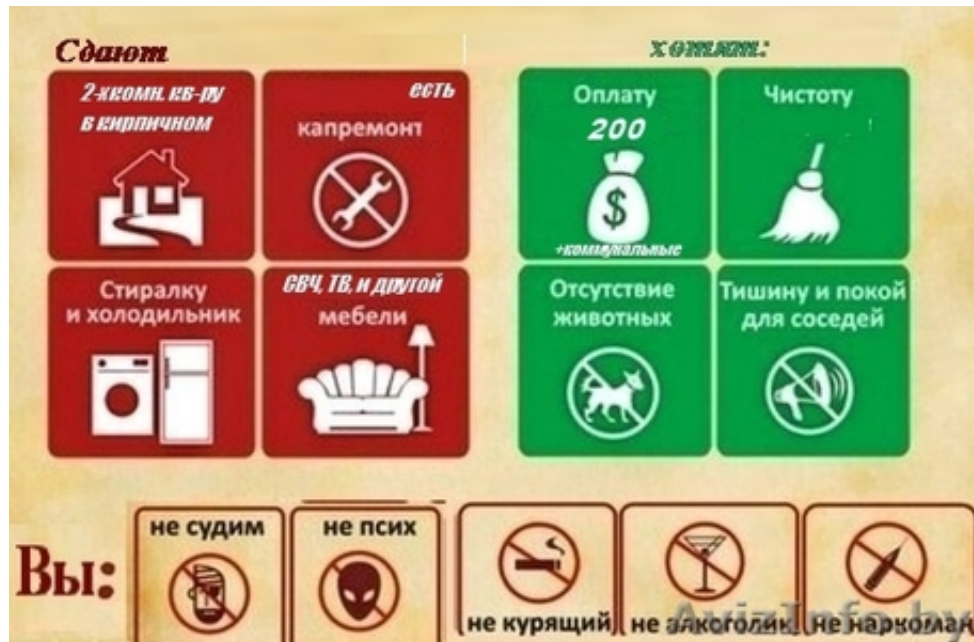 Сдают
2-ххомн. кв-ру
в кирпичном
есть
капремонт
Стиралку
и холодильник
СВЧ, ТВ, и другой
мебели
хотят:
Оплату
200
$
+коммунальные
Чистоту
Отсутствие
животных
Тишину и покой
для соседей
Вы:
не судим
не псих
не курящий
не алкоголик
не наркоман
AvizInfo.by